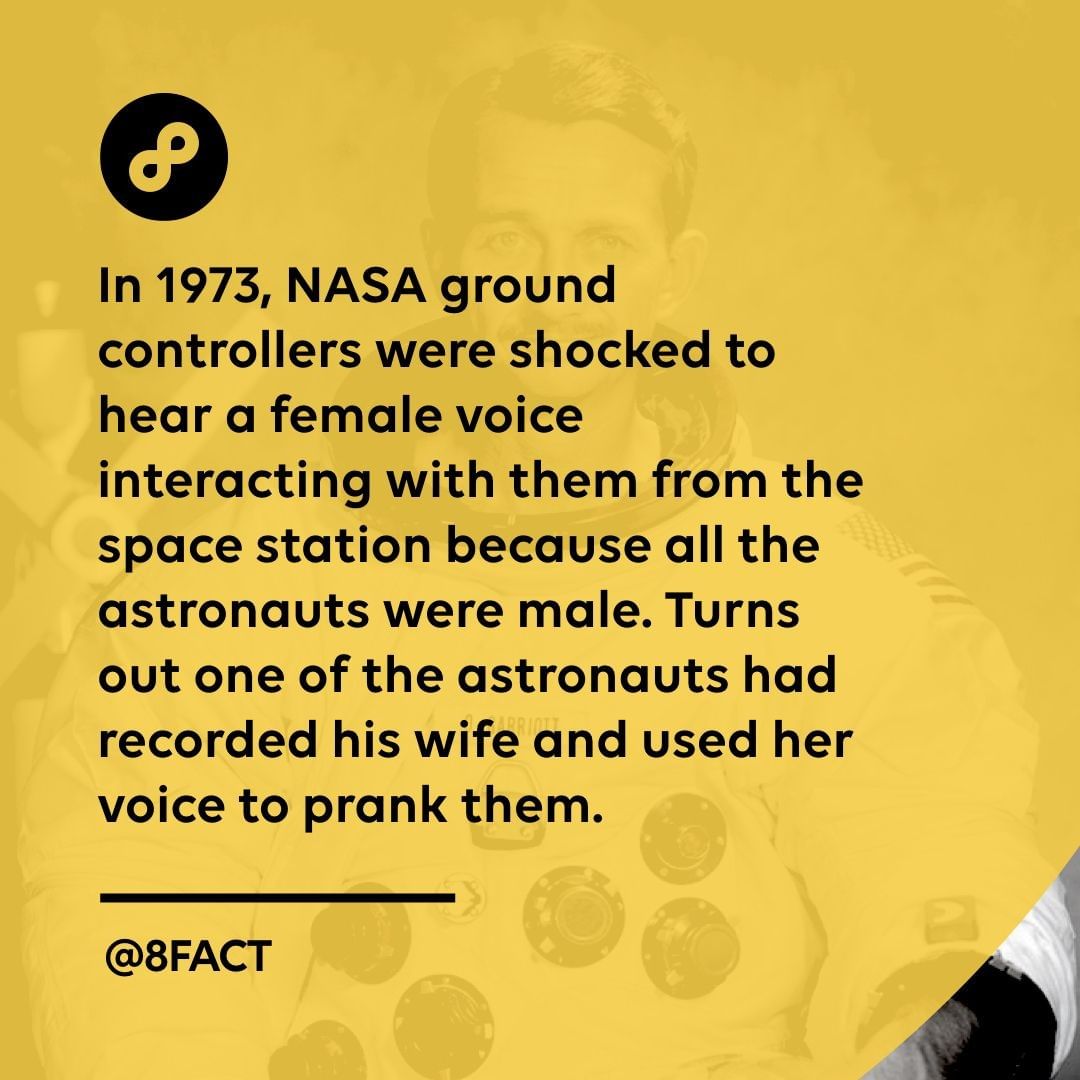 In 1973, NASA ground
controllers were shocked to
hear a female voice
interacting with them from the
space station because all the
astronauts were male. Turns
out one of the astronauts had
recorded his wife and used her
voice to prank them.
@8FACT